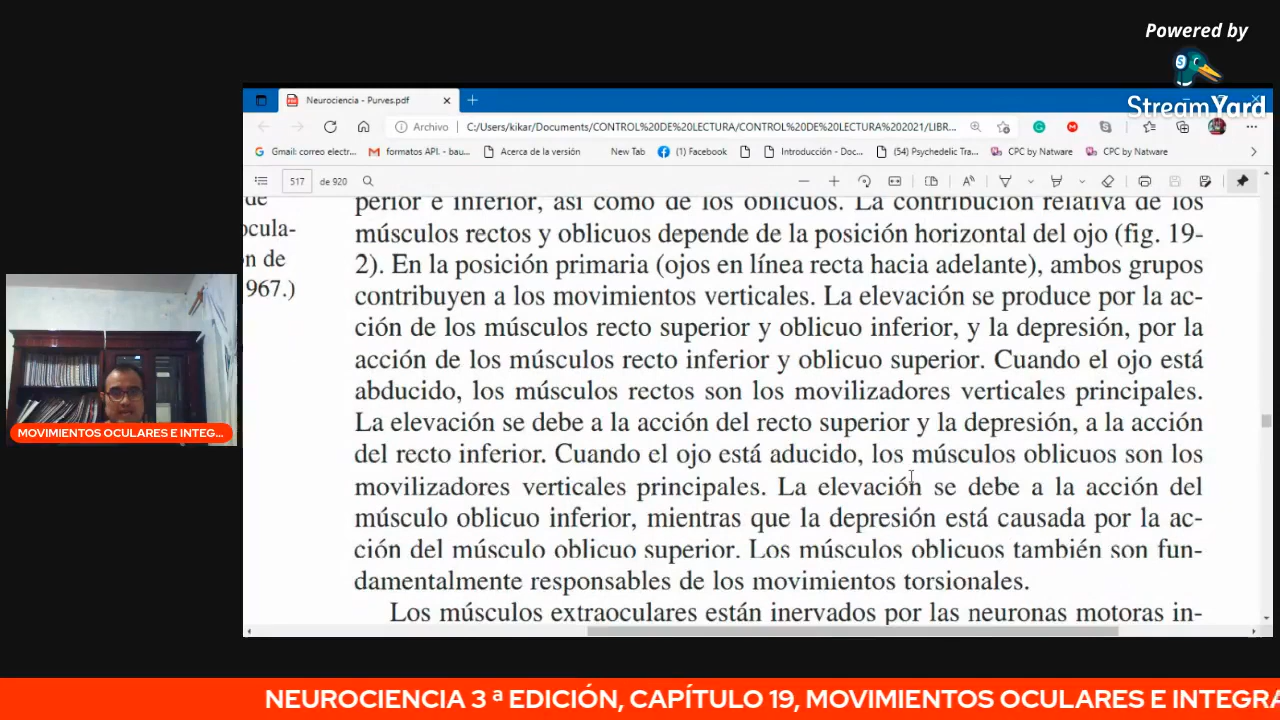 Powered by
StreamYard
Neurociencia - Purves.pdf
Archivo
C:/Users/kikar/Documents/CONTROL%20DE%20LECTURA/CONTROL%20DE%20LECTURA%202021/LIBR...
Gmail: correo electr...
formatos API. - bau...
Acerca de la versión
New Tab
(1) Facebook
Introducción - Doc...
(54) Psychedelic Tra...
CPC by Natware
CPC by Natware
517 de 920
de
ocula-
n de
967.)
perior e inferior, así como de los oblicuos. La contribución relativa de los
músculos rectos y oblicuos depende de la posición horizontal del ojo (fig. 19-
2). En la posición primaria (ojos en línea recta hacia adelante), ambos grupos
contribuyen a los movimientos verticales. La elevación se produce por la ac-
ción de los músculos recto superior y oblicuo inferior, y la depresión, por la
acción de los músculos recto inferior y oblicuo superior. Cuando el ojo está
abducido, los músculos rectos son los movilizadores verticales principales.
La elevación se debe a la acción del recto superior y la depresión, a la acción
del recto inferior. Cuando el ojo está aducido, los músculos oblicuos son los
movilizadores verticales principales. La elevación se debe a la acción del
músculo oblicuo inferior, mientras que la depresión está causada por la ac-
ción del músculo oblicuo superior. Los músculos oblicuos también son fun-
damentalmente responsables de los movimientos torsionales.
Los músculos extraoculares están inervados por las neuronas motoras in-
MOVIMIENTOS OCULARES E INTEG...
NEUROCIENCIA 3 ª EDICIÓN, CAPÍTULO 19, MOVIMIENTOS OCULARES E INTEGRA